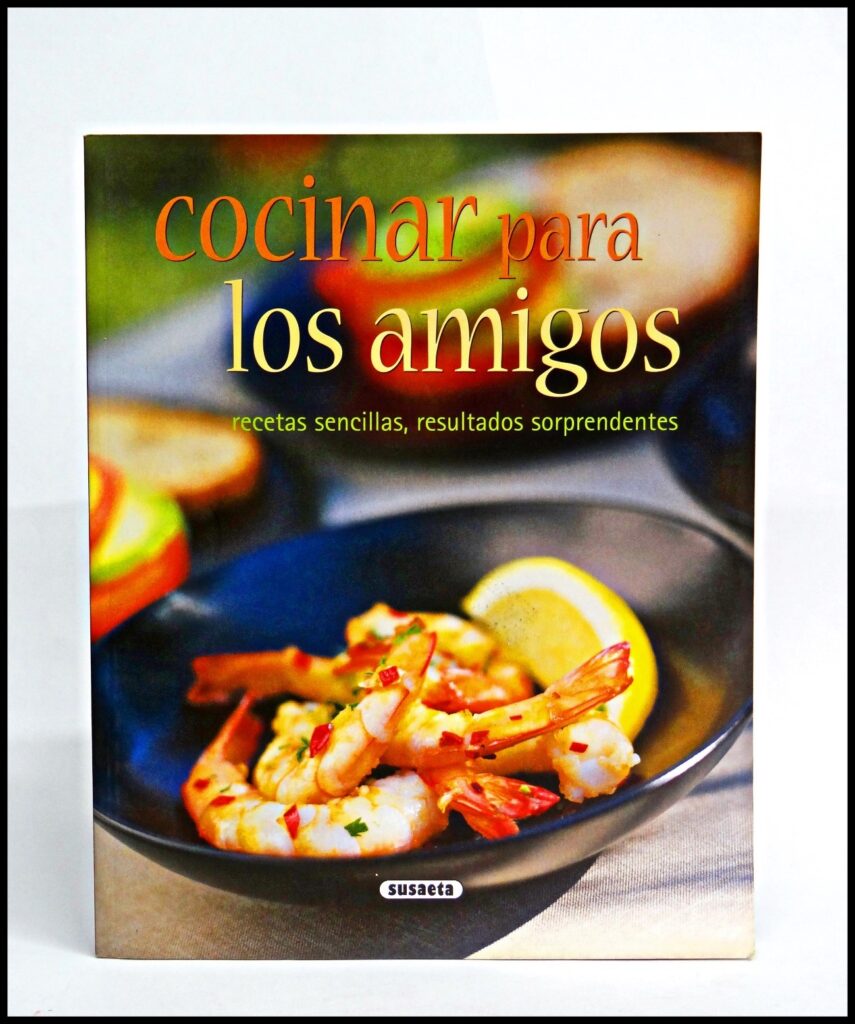 cocinar para
los amigos
recetas sencillas, resultados sorprendentes
susaeta